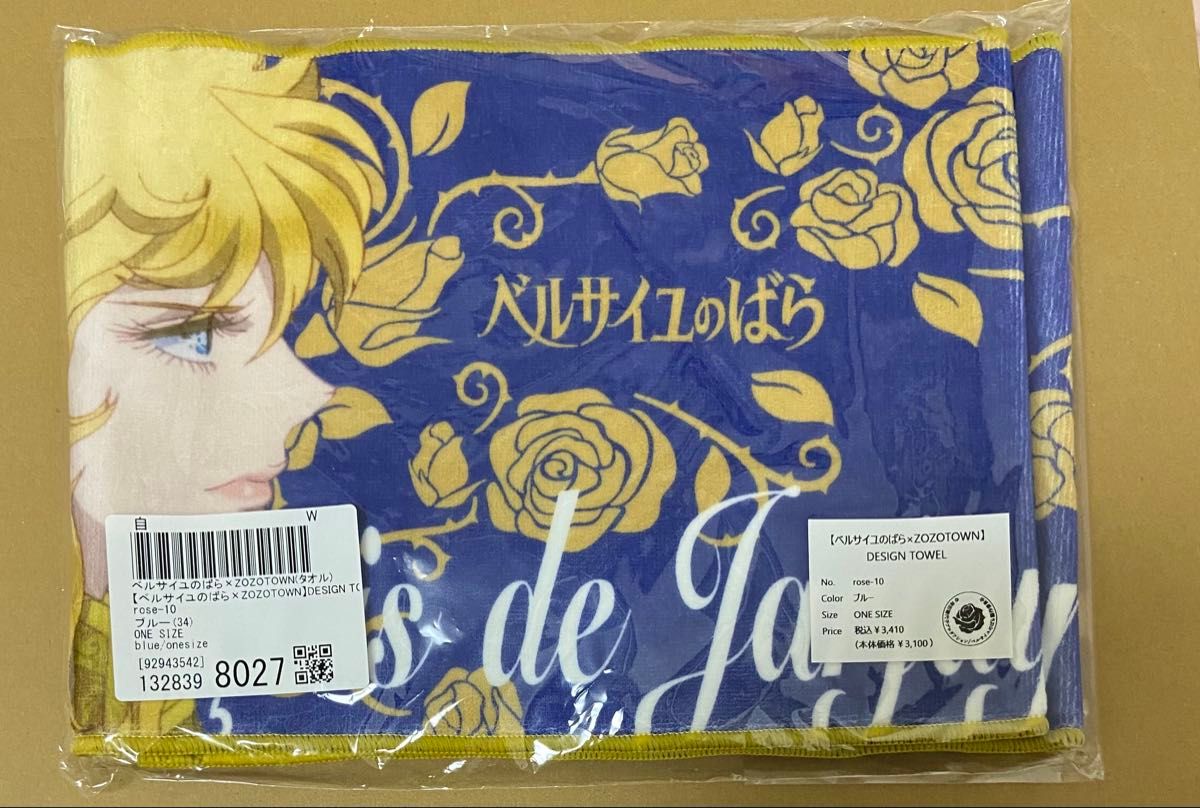 ベルサイユのばら
is de Jarjay
自 W
ベルサイユのばら×ZOZOTOWN(タオル)
【ベルサイユのばら×ZOZOTOWN】DESIGN TO
rose-10
ブルー(34)
ONE SIZE
blue/onesize
[92943542]
132839 8027
【ベルサイユのばら×ZOZOTOWN】
DESIGN TOWEL
No. rose-10
Color ブルー
Size ONE SIZE
Price 税込 ¥3,410
(本体価格 ¥3,100)